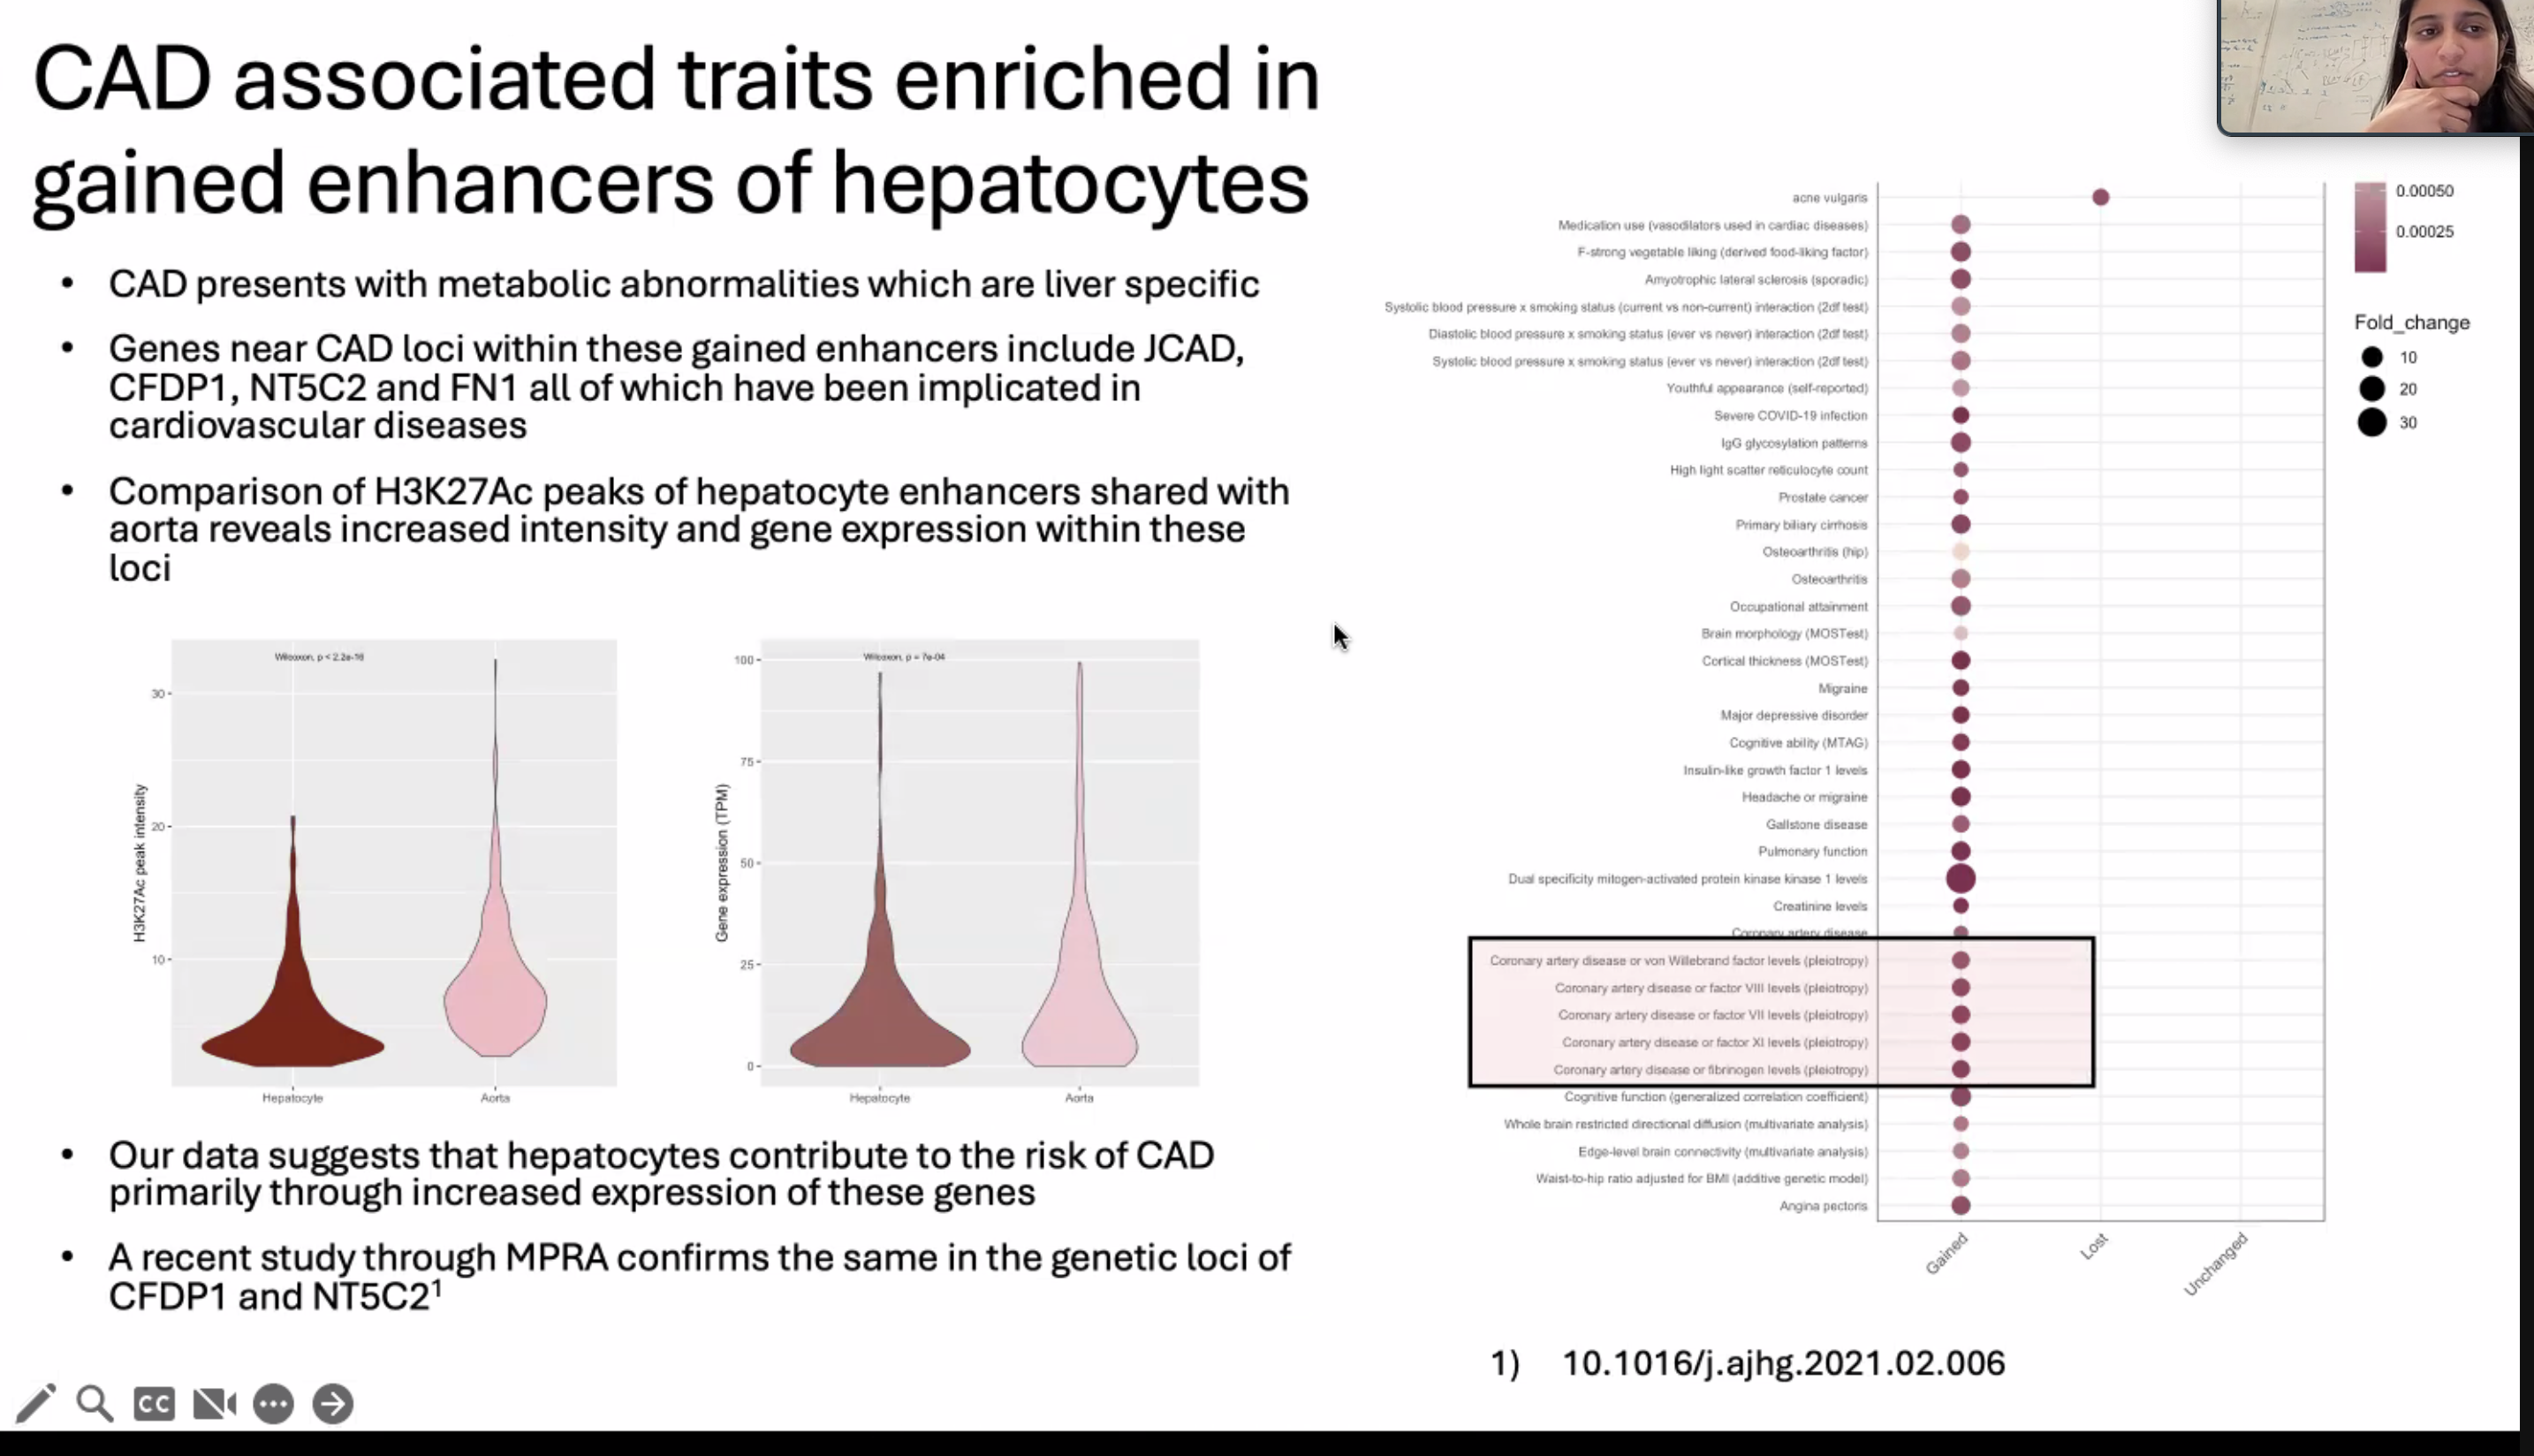 CAD associated traits enriched in
gained enhancers of hepatocytes
• CAD presents with metabolic abnormalities which are liver specific
• Genes near CAD loci within these gained enhancers include JCAD,
CFDP1, NT5C2 and FN1 all of which have been implicated in
cardiovascular diseases
• Comparison of H3K27Ac peaks of hepatocyte enhancers shared with
aorta reveals increased intensity and gene expression within these
loci
Wilcoxon, p < 2.2e-16
H3K27Ac peak intensity
30
20
10
Hepatocyte
Aorta
Wilcoxon, p = 7e-04
Gene expression (TPM)
100
75
50
25
0
Hepatocyte
Aorta
• Our data suggests that hepatocytes contribute to the risk of CAD
primarily through increased expression of these genes
• A recent study through MPRA confirms the same in the genetic loci of
CFDP1 and NT5C2¹
acne vulgaris
Medication use (vasodilators used in cardiac diseases)
F-strong vegetable liking (derived food-liking factor)
Amyotrophic lateral sclerosis (sporadic)
Systolic blood pressure x smoking status (current vs non-current) interaction (2df test)
Diastolic blood pressure x smoking status (ever vs never) interaction (2df test)
Systolic blood pressure x smoking status (ever vs never) interaction (2df test)
Youthful appearance (self-reported)
Severe COVID-19 infection
IgG glycosylation patterns
High light scatter reticulocyte count
Prostate cancer
Primary biliary cirrhosis
Osteoarthritis (hip)
Osteoarthritis
Occupational attainment
Brain morphology (MOSTest)
Cortical thickness (MOSTest)
Migraine
Major depressive disorder
Cognitive ability (MTAG)
Insulin-like growth factor 1 levels
Headache or migraine
Gallstone disease
Pulmonary function
Dual specificity mitogen-activated protein kinase kinase 1 levels
Creatinine levels
Coronary artery disease
Coronary artery disease or von Willebrand factor levels (pleiotropy)
Coronary artery disease or factor VIII levels (pleiotropy)
Coronary artery disease or factor VII levels (pleiotropy)
Coronary artery disease or factor XI levels (pleiotropy)
Coronary artery disease or fibrinogen levels (pleiotropy)
Cognitive function (generalized correlation coefficient)
Whole brain restricted directional diffusion (multivariate analysis)
Edge-level brain connectivity (multivariate analysis)
Waist-to-hip ratio adjusted for BMI (additive genetic model)
Angina pectoris
Gained
Lost
Unchanged
0.00050
0.00025
Fold_change
10
20
30
1) 10.1016/j.ajhg.2021.02.006
CC